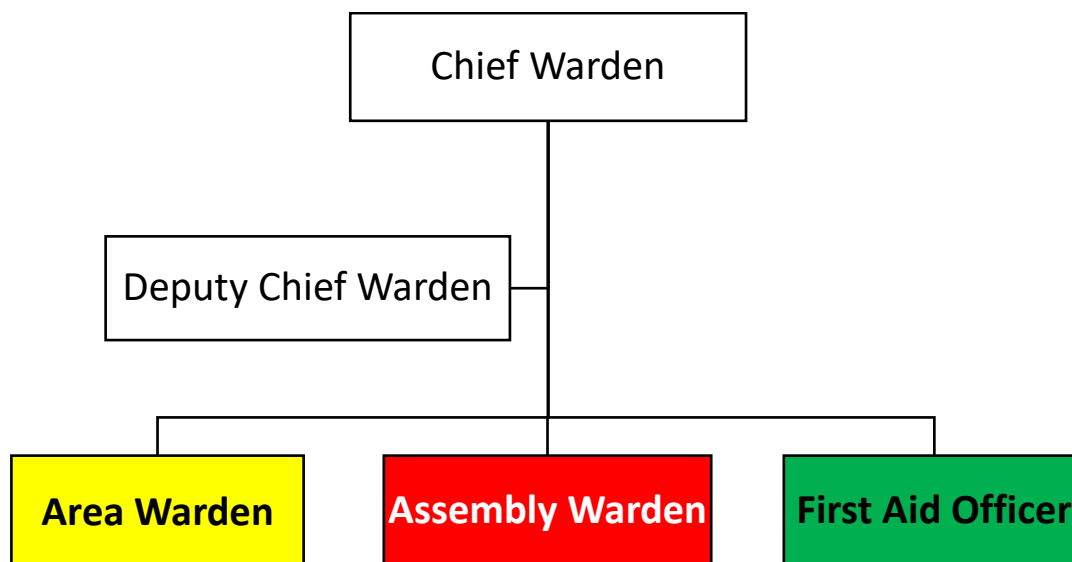 Chief Warden
Deputy Chief Warden
Area Warden
Assembly Warden
First Aid Officer